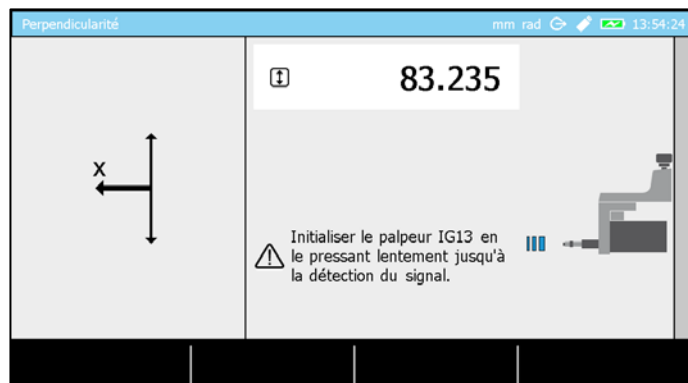 Perpendicularité
mm rad 13:54:24
83.235
X
Initialiser le palpeur IG13 en
le pressant lentement jusqu'à
la détection du signal.